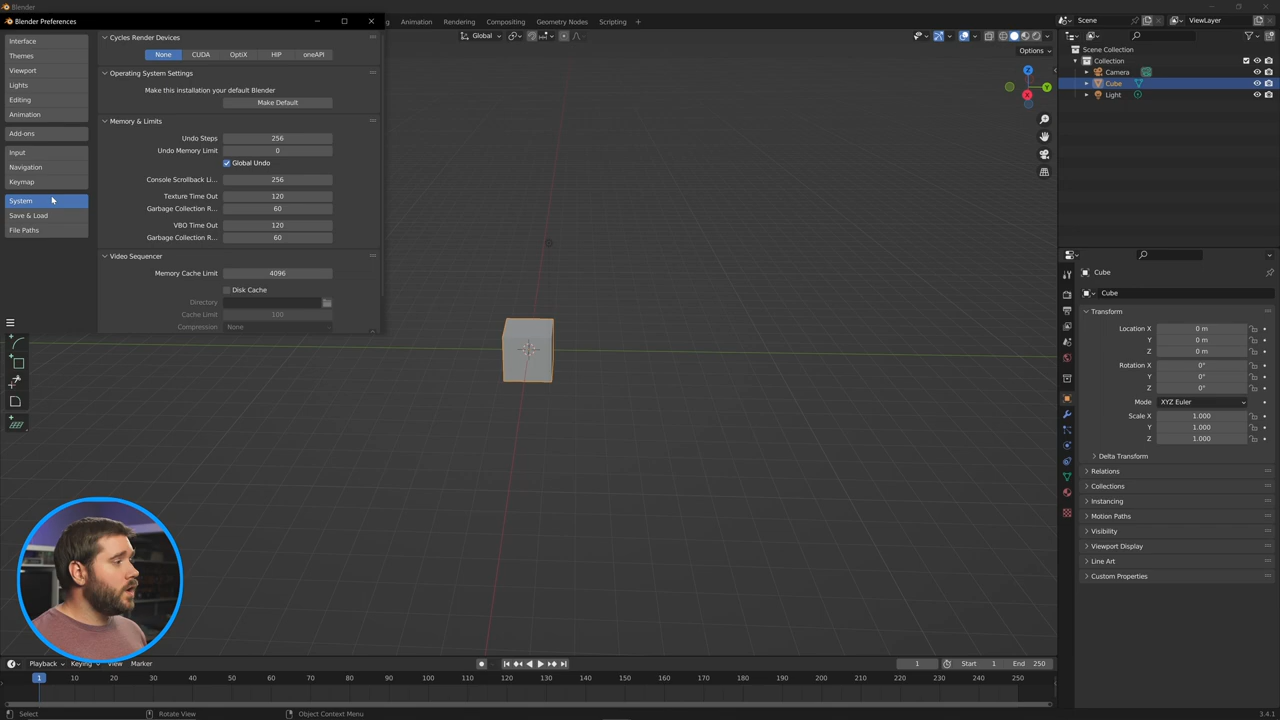 Blender
Blender Preferences
Animation
Rendering
Compositing
Geometry Nodes
Scripting
Scene
ViewLayer
Interface
Themes
Viewport
Lights
Editing
Animation
Add-ons
Input
Navigation
Keymap
System
Save & Load
File Paths
Cycles Render Devices
None CUDA OptiX HIP oneAPI
Operating System Settings
Make this installation your default Blender
Make Default
Memory & Limits
Undo Steps 256
Undo Memory Limit 0
Global Undo
Console Scrollback Li... 256
Texture Time Out 120
Garbage Collection R... 60
VBO Time Out 120
Garbage Collection R... 60
Video Sequencer
Memory Cache Limit 4096
Disk Cache
Directory
Cache Limit 100
Compression None
Global
Options
Z
Y
X
Scene Collection
Collection
Camera
Cube
Light
Cube
Cube
Transform
Location X 0 m
Y 0 m
Z 0 m
Rotation X 0°
Y 0°
Z 0°
Mode XYZ Euler
Scale X 1.000
Y 1.000
Z 1.000
Delta Transform
Relations
Collections
Instancing
Motion Paths
Visibility
Viewport Display
Line Art
Custom Properties
Playback Keying View Marker
1 Start 1 End 250
1 10 20 30 40 50 60 70 80 90 100 110 120 130 140 150 160 170 180 190 200 210 220 230 240 250
Select Rotate View Object Context Menu 3.4.1